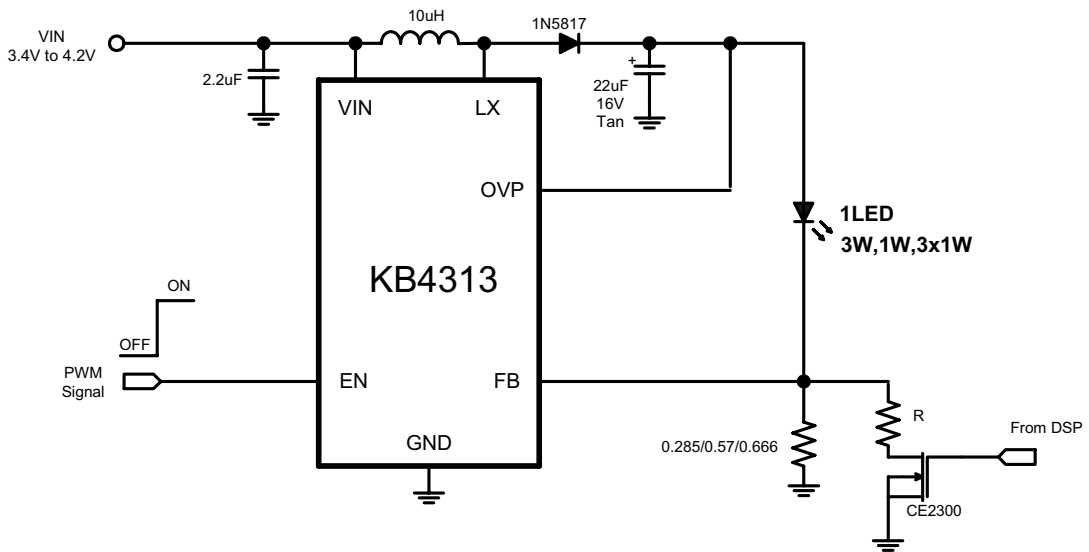 VIN
3.4V to 4.2V
10uH
1N5817
2.2uF
+
22uF
16V
Tan
VIN
LX
OVP
1LED
3W,1W,3x1W
KB4313
ON
OFF
PWM
Signal
EN
FB
GND
0.285/0.57/0.666
R
From DSP
CE2300